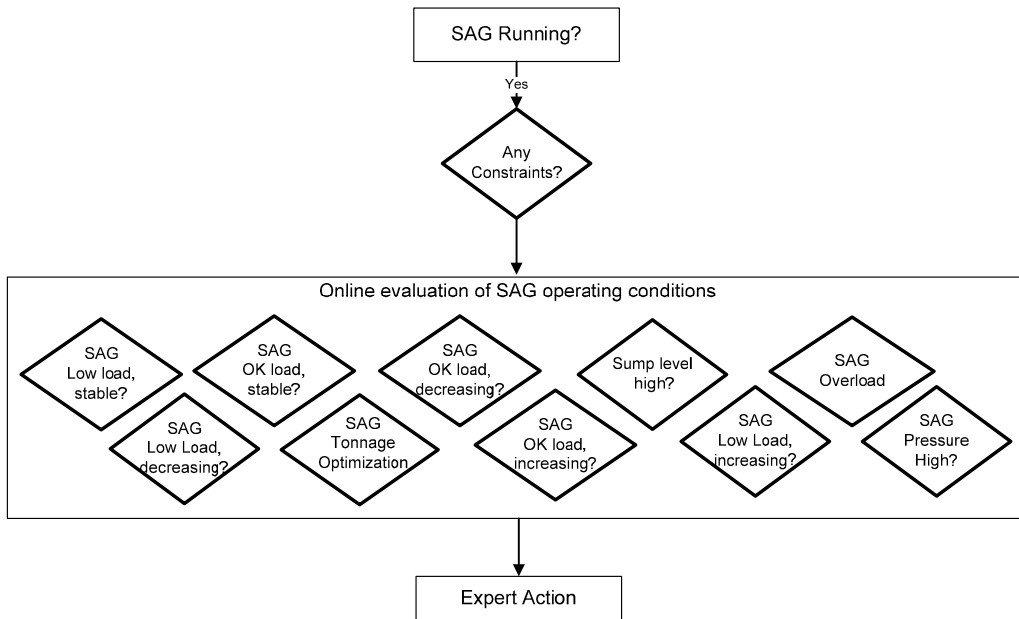 SAG Running?
Yes
Any
Constraints?
Online evaluation of SAG operating conditions
SAG
Low load,
stable?
SAG
OK load,
stable?
SAG
OK load,
decreasing?
Sump level
high?
SAG
Overload
SAG
Low Load,
decreasing?
SAG
Tonnage
Optimization
SAG
OK load,
increasing?
SAG
Low Load,
increasing?
SAG
Pressure
High?
Expert Action